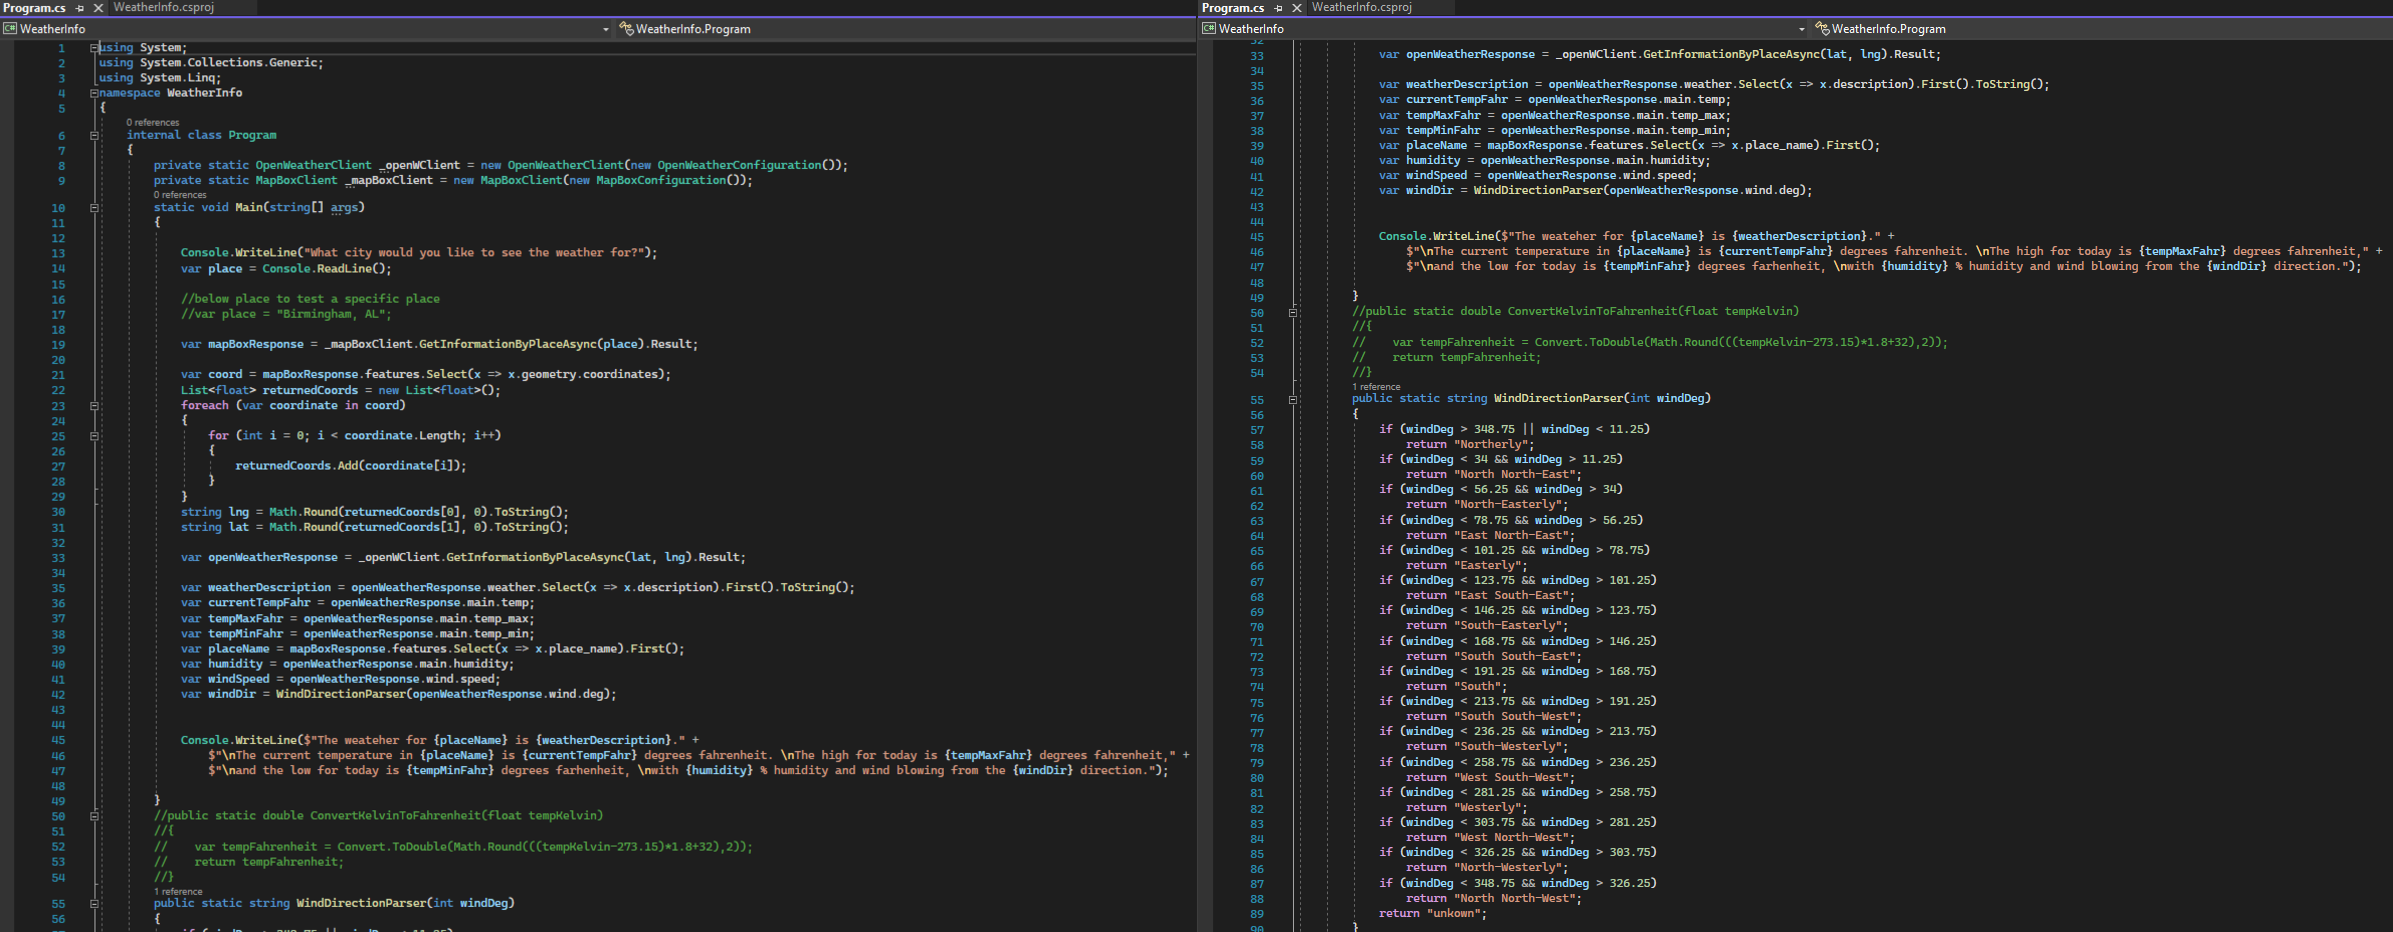 Program.cs WeatherInfo.csproj
WeatherInfo WeatherInfo.Program
1 using System;
2 using System.Collections.Generic;
3 using System.Linq;
4 namespace WeatherInfo
5 {
0 references
6 internal class Program
7 {
8 private static OpenWeatherClient _openWClient = new OpenWeatherClient(new OpenWeatherConfiguration());
9 private static MapBoxClient _mapBoxClient = new MapBoxClient(new MapBoxConfiguration());
0 references
10 static void Main(string[] args)
11 {
12
13 Console.WriteLine("What city would you like to see the weather for?");
14 var place = Console.ReadLine();
15
16 //below place to test a specific place
17 //var place = "Birmingham, AL";
18
19 var mapBoxResponse = _mapBoxClient.GetInformationByPlaceAsync(place).Result;
20
21 var coord = mapBoxResponse.features.Select(x => x.geometry.coordinates);
22 List<float> returnedCoords = new List<float>();
23 foreach (var coordinate in coord)
24 {
25 for (int i = 0; i < coordinate.Length; i++)
26 {
27 returnedCoords.Add(coordinate[i]);
28 }
29 }
30 string lng = Math.Round(returnedCoords[0], 0).ToString();
31 string lat = Math.Round(returnedCoords[1], 0).ToString();
32
33 var openWeatherResponse = _openWClient.GetInformationByPlaceAsync(lat, lng).Result;
34
35 var weatherDescription = openWeatherResponse.weather.Select(x => x.description).First().ToString();
36 var currentTempFahr = openWeatherResponse.main.temp;
37 var tempMaxFahr = openWeatherResponse.main.temp_max;
38 var tempMinFahr = openWeatherResponse.main.temp_min;
39 var placeName = mapBoxResponse.features.Select(x => x.place_name).First();
40 var humidity = openWeatherResponse.main.humidity;
41 var windSpeed = openWeatherResponse.wind.speed;
42 var windDir = WindDirectionParser(openWeatherResponse.wind.deg);
43
44
45 Console.WriteLine($"The weateher for {placeName} is {weatherDescription}." +
46 $"\nThe current temperature in {placeName} is {currentTempFahr} degrees fahrenheit. \nThe high for today is {tempMaxFahr} degrees fahrenheit," +
47 $"\nand the low for today is {tempMinFahr} degrees farhenheit, \nwith {humidity} % humidity and wind blowing from the {windDir} direction.");
48
49 }
50 //public static double ConvertKelvinToFahrenheit(float tempKelvin)
51 //{
52 // var tempFahrenheit = Convert.ToDouble(Math.Round(((tempKelvin-273.15)*1.8+32),2));
53 // return tempFahrenheit;
54 //}
1 reference
55 public static string WindDirectionParser(int windDeg)
56 {
Program.cs WeatherInfo.csproj
WeatherInfo WeatherInfo.Program
32
33 var openWeatherResponse = _openWClient.GetInformationByPlaceAsync(lat, lng).Result;
34
35 var weatherDescription = openWeatherResponse.weather.Select(x => x.description).First().ToString();
36 var currentTempFahr = openWeatherResponse.main.temp;
37 var tempMaxFahr = openWeatherResponse.main.temp_max;
38 var tempMinFahr = openWeatherResponse.main.temp_min;
39 var placeName = mapBoxResponse.features.Select(x => x.place_name).First();
40 var humidity = openWeatherResponse.main.humidity;
41 var windSpeed = openWeatherResponse.wind.speed;
42 var windDir = WindDirectionParser(openWeatherResponse.wind.deg);
43
44
45 Console.WriteLine($"The weateher for {placeName} is {weatherDescription}." +
46 $"\nThe current temperature in {placeName} is {currentTempFahr} degrees fahrenheit. \nThe high for today is {tempMaxFahr} degrees fahrenheit," +
47 $"\nand the low for today is {tempMinFahr} degrees farhenheit, \nwith {humidity} % humidity and wind blowing from the {windDir} direction.");
48
49 }
50 //public static double ConvertKelvinToFahrenheit(float tempKelvin)
51 //{
52 // var tempFahrenheit = Convert.ToDouble(Math.Round(((tempKelvin-273.15)*1.8+32),2));
53 // return tempFahrenheit;
54 //}
1 reference
55 public static string WindDirectionParser(int windDeg)
56 {
57 if (windDeg > 348.75 || windDeg < 11.25)
58 return "Northerly";
59 if (windDeg < 34 && windDeg > 11.25)
60 return "North North-East";
61 if (windDeg < 56.25 && windDeg > 34)
62 return "North-Easterly";
63 if (windDeg < 78.75 && windDeg > 56.25)
64 return "East North-East";
65 if (windDeg < 101.25 && windDeg > 78.75)
66 return "Easterly";
67 if (windDeg < 123.75 && windDeg > 101.25)
68 return "East South-East";
69 if (windDeg < 146.25 && windDeg > 123.75)
70 return "South-Easterly";
71 if (windDeg < 168.75 && windDeg > 146.25)
72 return "South South-East";
73 if (windDeg < 191.25 && windDeg > 168.75)
74 return "South";
75 if (windDeg < 213.75 && windDeg > 191.25)
76 return "South South-West";
77 if (windDeg < 236.25 && windDeg > 213.75)
78 return "South-Westerly";
79 if (windDeg < 258.75 && windDeg > 236.25)
80 return "West South-West";
81 if (windDeg < 281.25 && windDeg > 258.75)
82 return "Westerly";
83 if (windDeg < 303.75 && windDeg > 281.25)
84 return "West North-West";
85 if (windDeg < 326.25 && windDeg > 303.75)
86 return "North-Westerly";
87 if (windDeg < 348.75 && windDeg > 326.25)
88 return "North North-West";
89 return "unkown";
90 }